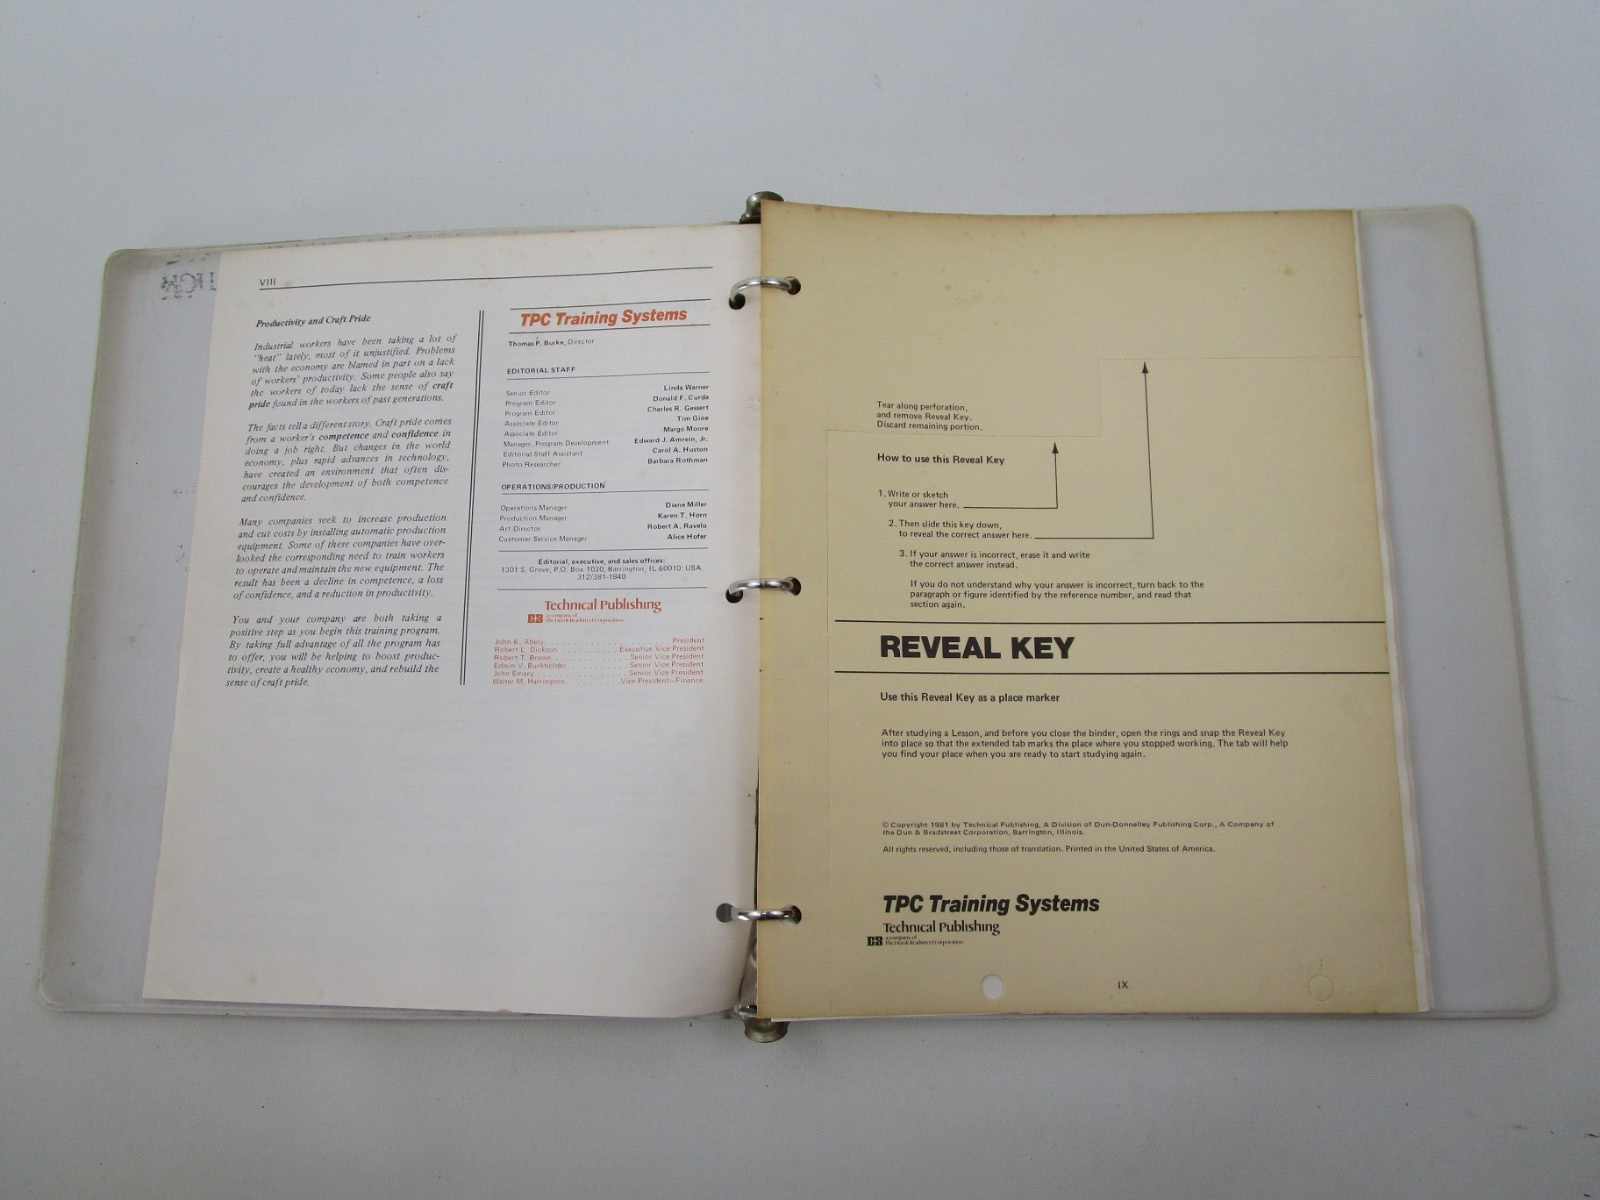 VIII
Productivity and Craft Pride
Industrial workers have been taking a lot of
"heat" lately, most of it unjustified. Problems
with the economy are blamed in part on a lack
of workers' productivity. Some people also say
the workers of today lack the sense of craft
pride found in the workers of past generations.
The facts tell a different story. Craft pride comes
from a worker's competence and confidence in
doing a job right. But changes in the world
economy, plus rapid advances in technology,
have created an environment that often dis-
courages the development of both competence
and confidence.
Many companies seek to increase production
and cut costs by installing automatic production
equipment. Some of these companies have over-
looked the corresponding need to train workers
to operate and maintain the new equipment. The
result has been a decline in competence, a loss
of confidence, and a reduction in productivity.
You and your company are both taking a
positive step as you begin this training program.
By taking full advantage of all the program has
to offer, you will be helping to boost produc-
tivity, create a healthy economy, and rebuild the
sense of craft pride.
TPC Training Systems
Thomas P. Burke, Director
EDITORIAL STAFF
Senior Editor Linda Warner
Program Editor Donald F. Corda
Program Editor Charles R. Gessert
Associate Editor Tim Gioe
Associate Editor Margo Moore
Manager, Program Development Edward J. Amrein, Jr.
Editorial Staff Assistant Carol A. Huston
Photo Researcher Barbara Rothman
OPERATIONS/PRODUCTION
Operations Manager Diane Miller
Production Manager Karen T. Horn
Art Director Robert A. Ravelo
Customer Service Manager Alice Hofer
Editorial, executive, and sales offices:
1301 S. Grove, P.O. Box 1030, Barrington, IL 60010, USA.
312/381-1840
Technical Publishing
a company of
The Dun & Bradstreet Corporation
John K. Abely President
Robert L. Dickson Executive Vice President
Robert T. Brawn Senior Vice President
Edwin V. Burkholder Senior Vice President
John Emery Senior Vice President
Walter M. Harrington Vice President—Finance
Tear along perforation,
and remove Reveal Key.
Discard remaining portion.
How to use this Reveal Key
1. Write or sketch
your answer here.
2. Then slide this key down,
to reveal the correct answer here.
3. If your answer is incorrect, erase it and write
the correct answer instead.
If you do not understand why your answer is incorrect, turn back to the
paragraph or figure identified by the reference number, and read that
section again.
REVEAL KEY
Use this Reveal Key as a place marker
After studying a Lesson, and before you close the binder, open the rings and snap the Reveal Key
into place so that the extended tab marks the place where you stopped working. The tab will help
you find your place when you are ready to start studying again.
© Copyright 1981 by Technical Publishing, A Division of Dun-Donnelley Publishing Corp., A Company of
the Dun & Bradstreet Corporation, Barrington, Illinois.
All rights reserved, including those of translation. Printed in the United States of America.
TPC Training Systems
Technical Publishing
a company of
The Dun & Bradstreet Corporation
IX